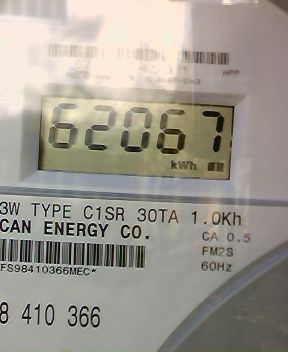 62067
kWh
3W TYPE C1SR 30TA 1.0Kh
CAN ENERGY CO.
CA 0.5
FM2S
FS98410366MEC*
60Hz
8 410 366